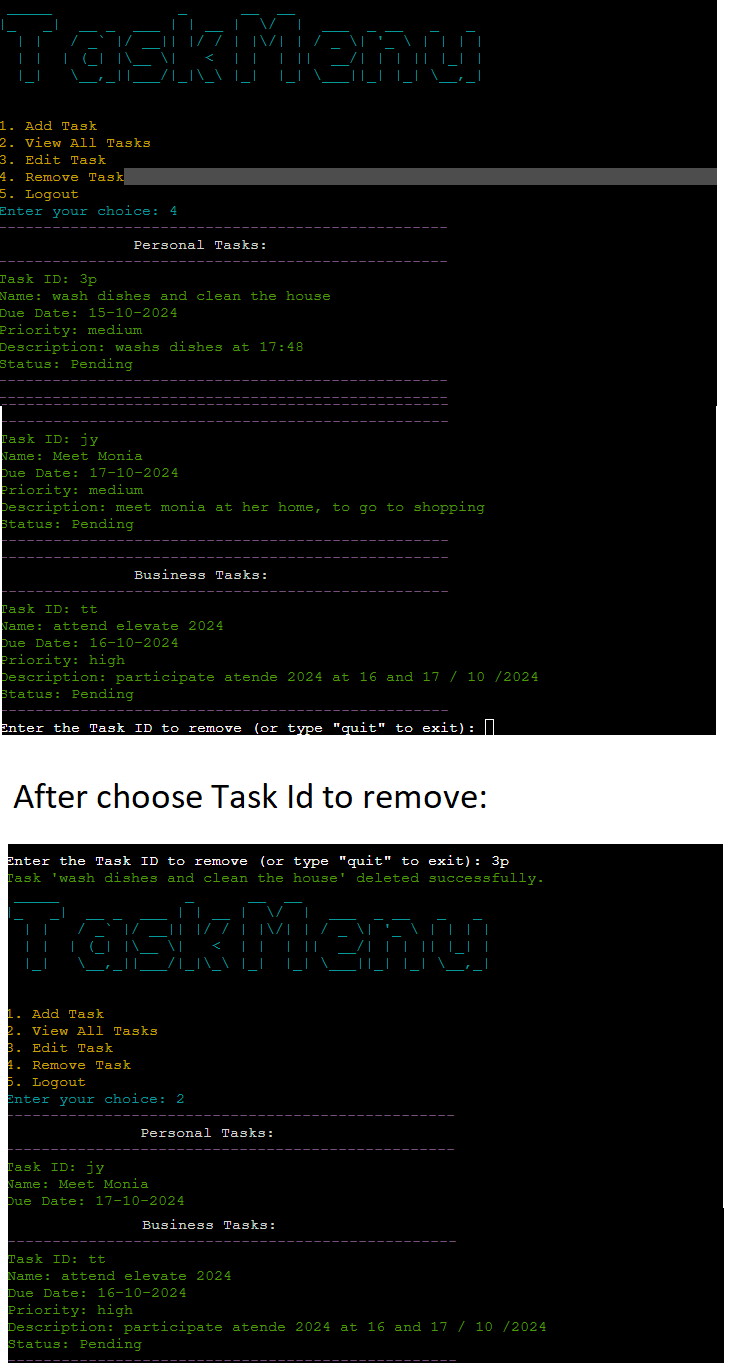 TaskMenu
1. Add Task
2. View All Tasks
3. Edit Task
4. Remove Task
5. Logout
Enter your choice: 4
--------------------------------------------------
Personal Tasks:
--------------------------------------------------
Task ID: 3p
Name: wash dishes and clean the house
Due Date: 15-10-2024
Priority: medium
Description: washs dishes at 17:48
Status: Pending
--------------------------------------------------
--------------------------------------------------
--------------------------------------------------
--------------------------------------------------
Task ID: jy
Name: Meet Monia
Due Date: 17-10-2024
Priority: medium
Description: meet monia at her home, to go to shopping
Status: Pending
--------------------------------------------------
--------------------------------------------------
Business Tasks:
--------------------------------------------------
Task ID: tt
Name: attend elevate 2024
Due Date: 16-10-2024
Priority: high
Description: participate atende 2024 at 16 and 17 / 10 /2024
Status: Pending
--------------------------------------------------
Enter the Task ID to remove (or type "quit" to exit):
After choose Task Id to remove:
Enter the Task ID to remove (or type "quit" to exit): 3p
Task 'wash dishes and clean the house' deleted successfully.
TaskMenu
1. Add Task
2. View All Tasks
3. Edit Task
4. Remove Task
5. Logout
Enter your choice: 2
--------------------------------------------------
Personal Tasks:
--------------------------------------------------
Task ID: jy
Name: Meet Monia
Due Date: 17-10-2024
Business Tasks:
--------------------------------------------------
Task ID: tt
Name: attend elevate 2024
Due Date: 16-10-2024
Priority: high
Description: participate atende 2024 at 16 and 17 / 10 /2024
Status: Pending
--------------------------------------------------